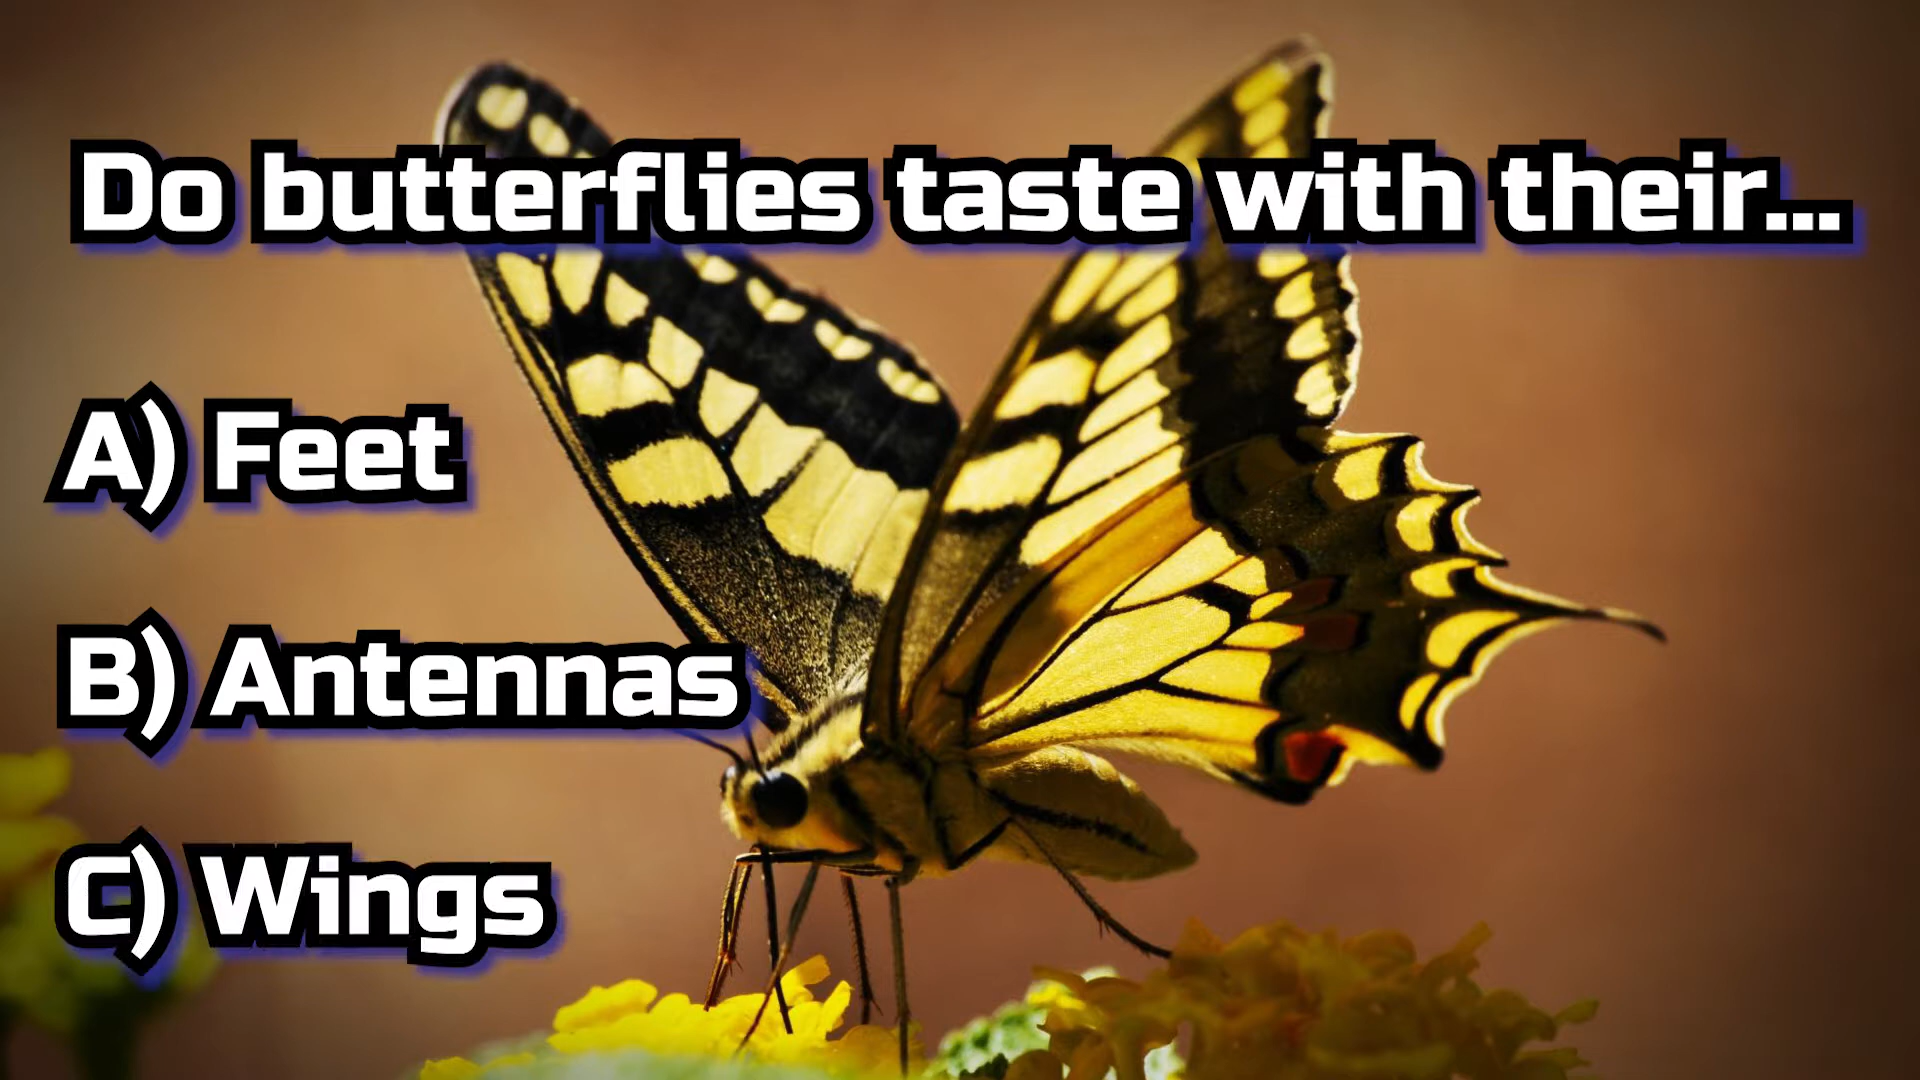 Do butterflies taste with their...
A) Feet
B) Antennas
C) Wings